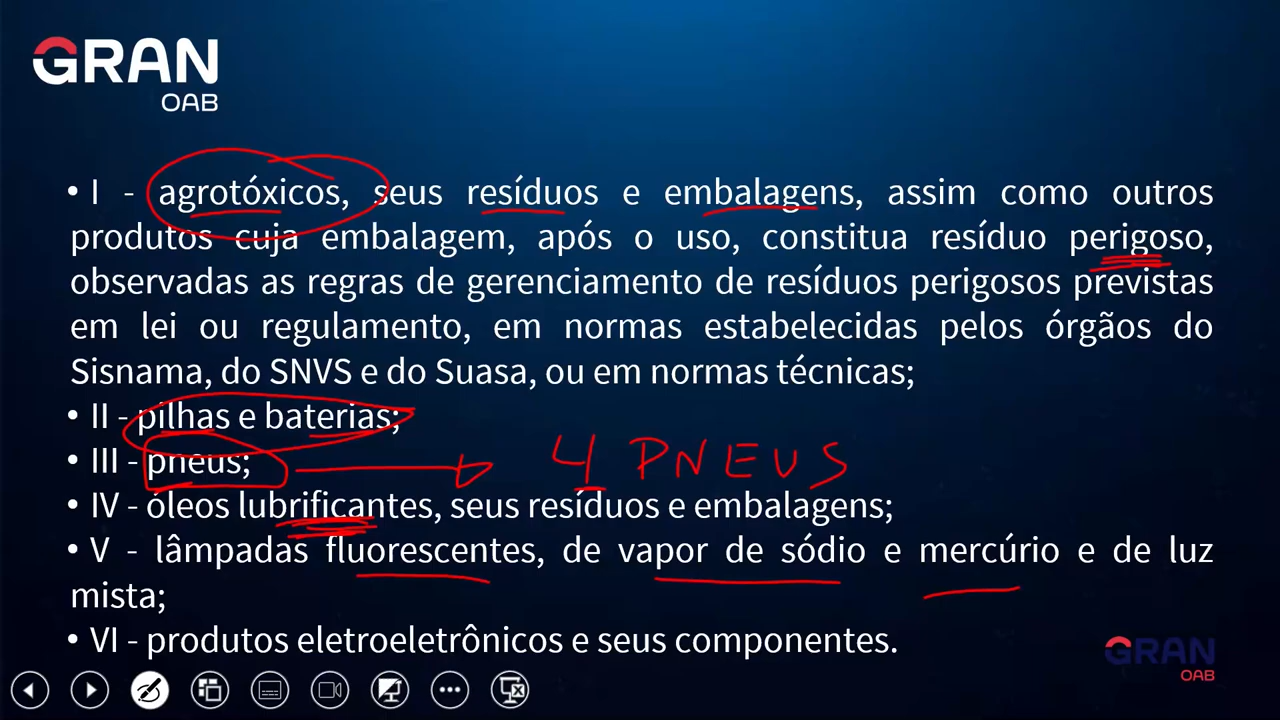 GRAN
OAB
• I - agrotóxicos, seus resíduos e embalagens, assim como outros
produtos cuja embalagem, após o uso, constitua resíduo perigoso,
observadas as regras de gerenciamento de resíduos perigosos previstas
em lei ou regulamento, em normas estabelecidas pelos órgãos do
Sisnama, do SNVS e do Suasa, ou em normas técnicas;
• II - pilhas e baterias;
• III - pneus; 4 PNEUS
• IV - óleos lubrificantes, seus resíduos e embalagens;
• V - lâmpadas fluorescentes, de vapor de sódio e mercúrio e de luz
mista;
• VI - produtos eletroeletrônicos e seus componentes.
GRAN
OAB